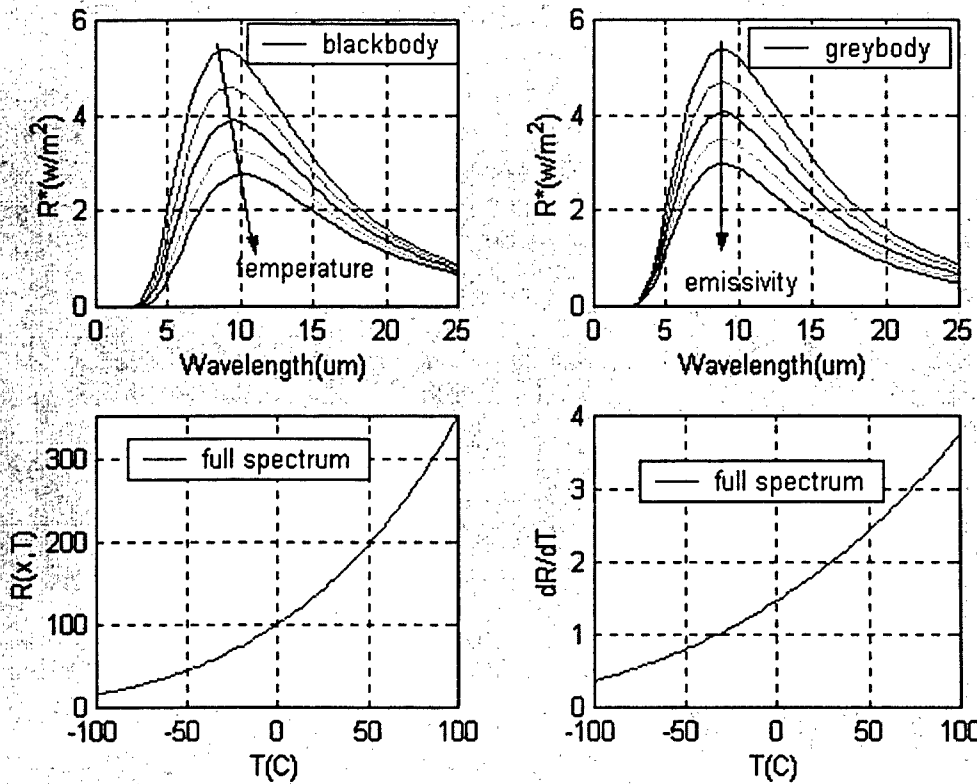 blackbody
R*(w/m²)
6
4
2
0
temperature
0 5 10 15 20 25
Wavelength(um)
greybody
R*(w/m²)
6
4
2
0
emissivity
0 5 10 15 20 25
Wavelength(um)
full spectrum
R(x,T)
300
200
100
0
-100 -50 0 50 100
T(C)
full spectrum
dR/dT
4
3
2
1
0
-100 -50 0 50 100
T(C)